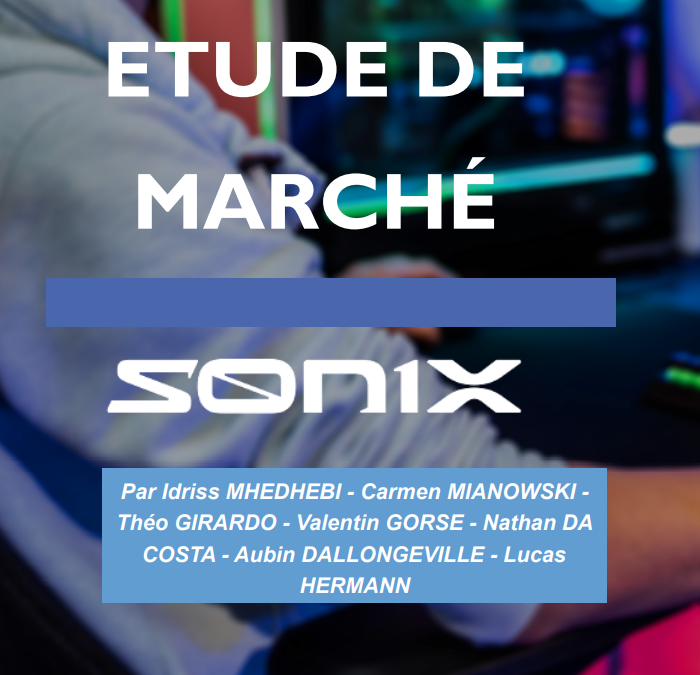 ETUDE DE
MARCHÉ
SONIX
Par Idriss MHEDHEBI - Carmen MIANOWSKI -
Théo GIRARDO - Valentin GORSE - Nathan DA
COSTA - Aubin DALLONGEVILLE - Lucas
HERMANN